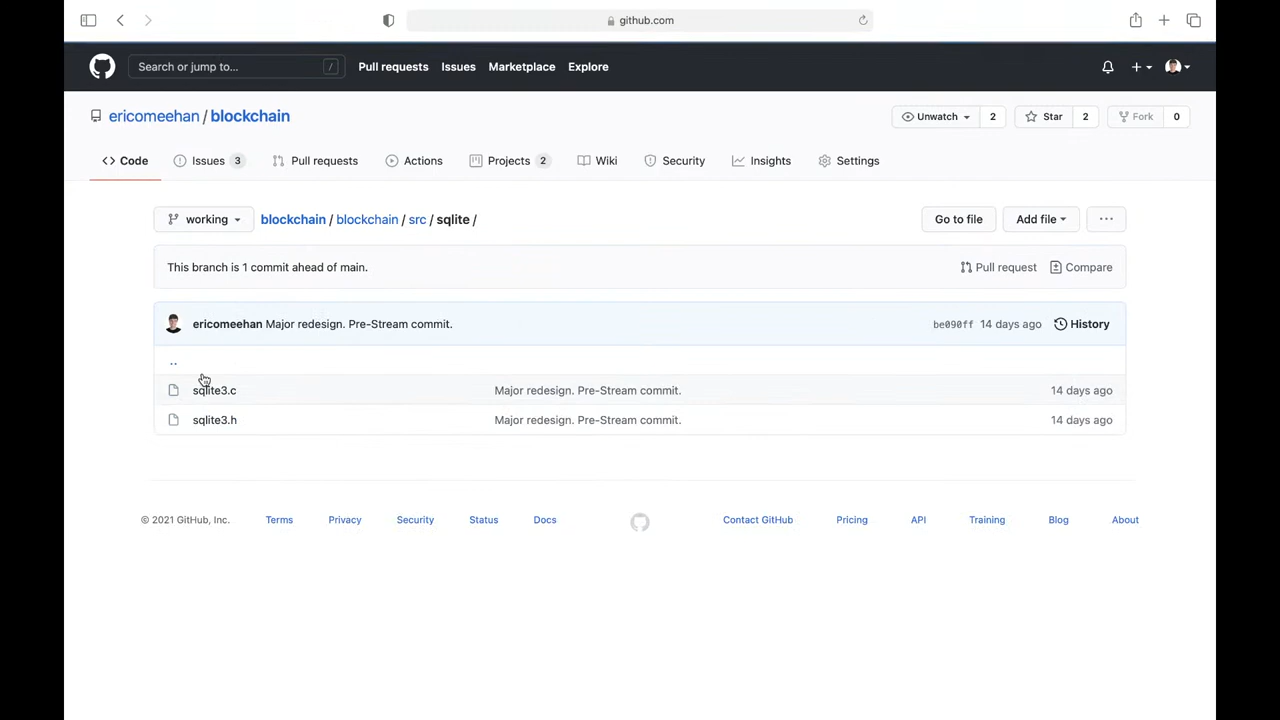 github.com
Search or jump to... / Pull requests Issues Marketplace Explore
ericomeehan / blockchain Unwatch 2 Star 2 Fork 0
Code Issues 3 Pull requests Actions Projects 2 Wiki Security Insights Settings
working blockchain / blockchain / src / sqlite / Go to file Add file ...
This branch is 1 commit ahead of main. Pull request Compare
ericomeehan Major redesign. Pre-Stream commit. be090ff 14 days ago History
..
sqlite3.c Major redesign. Pre-Stream commit. 14 days ago
sqlite3.h Major redesign. Pre-Stream commit. 14 days ago
© 2021 GitHub, Inc. Terms Privacy Security Status Docs Contact GitHub Pricing API Training Blog About